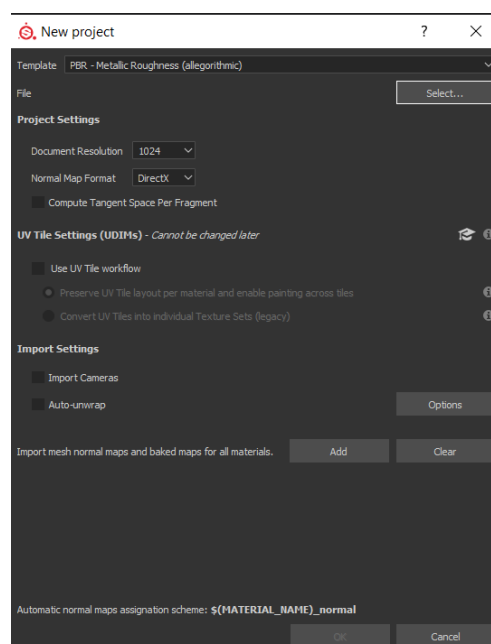 New project ?
Template PBR - Metallic Roughness (allegorithmic)
File Select...
Project Settings
Document Resolution 1024
Normal Map Format DirectX
Compute Tangent Space Per Fragment
UV Tile Settings (UDIMs) - Cannot be changed later
Use UV Tile workflow
Preserve UV Tile layout per material and enable painting across tiles
Convert UV Tiles into individual Texture Sets (legacy)
Import Settings
Import Cameras
Auto-unwrap Options
Import mesh normal maps and baked maps for all materials. Add Clear
Automatic normal maps assignation scheme: $(MATERIAL_NAME)_normal
OK Cancel